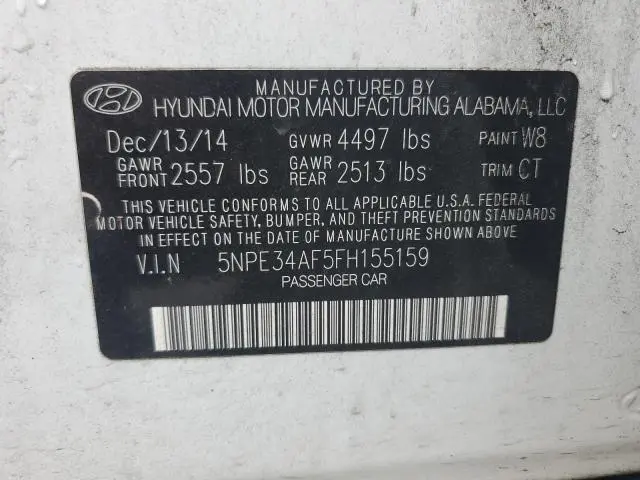 MANUFACTURED BY
HYUNDAI MOTOR MANUFACTURING ALABAMA, LLC
Dec/13/14 GVWR 4497 lbs PAINT W8
GAWR FRONT 2557 lbs GAWR REAR 2513 lbs TRIM CT
THIS VEHICLE CONFORMS TO ALL APPLICABLE U.S.A. FEDERAL
MOTOR VEHICLE SAFETY, BUMPER, AND THEFT PREVENTION STANDARDS
IN EFFECT ON THE DATE OF MANUFACTURE SHOWN ABOVE.
V.I.N 5NPE34AF5FH155159
PASSENGER CAR